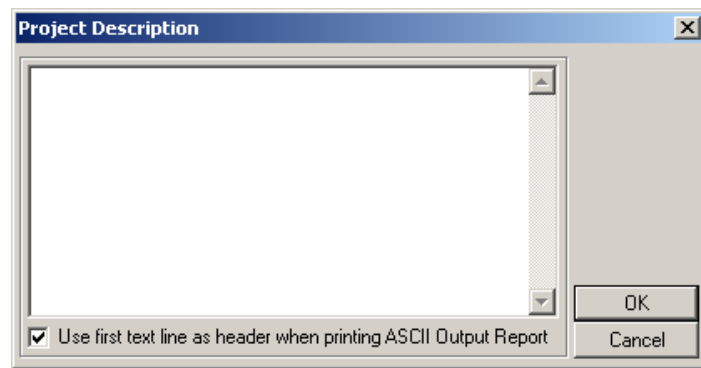 Project Description
OK
Use first text line as header when printing ASCII Output Report
Cancel